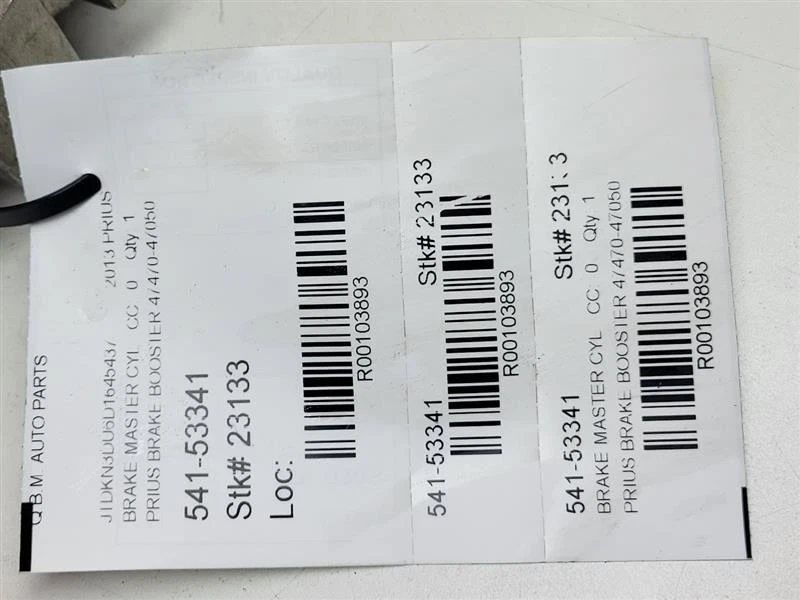 QBM AUTO PARTS
JTDKN3DU6D1645437 2013 PRIUS
BRAKE MASTER CYL CC 0 Qty 1
PRIUS BRAKE BOOSTER 47470-47050
541-53341
Stk# 23133
Loc:
R00103893
541-53341 Stk# 23133
R00103893
541-53341 Stk# 23133
BRAKE MASTER CYL CC 0 Qty 1
PRIUS BRAKE BOOSTER 47470-47050
R00103893